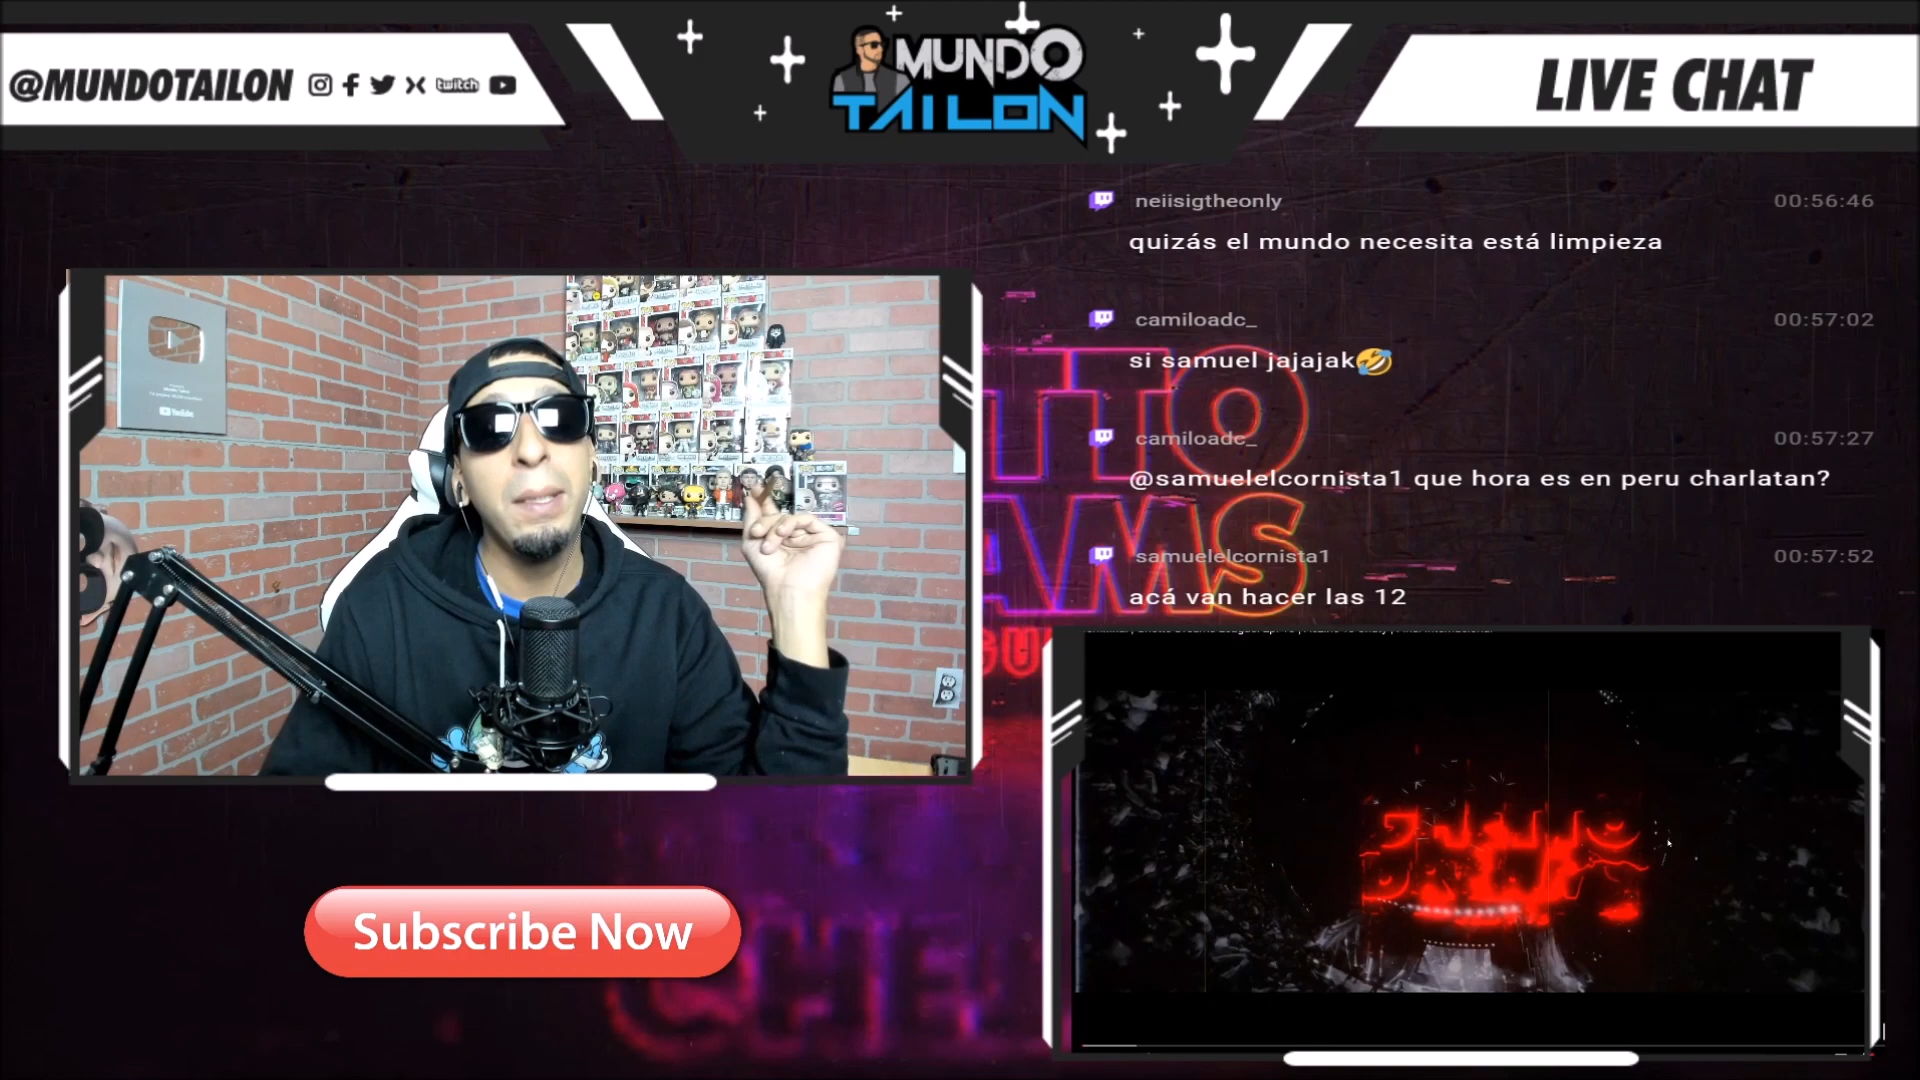 @MUNDOTAILON
twitch
MUNDO
TAILON
LIVE CHAT
neiisigtheonly
00:56:46
quizás el mundo necesita está limpieza
camiloadc_
00:57:02
si samuel jajajak🤣
camiloadc_
00:57:27
@samuelelcornista1 que hora es en peru charlatan?
samuelelcornista1
00:57:52
acá van hacer las 12
YouTube
Subscribe Now